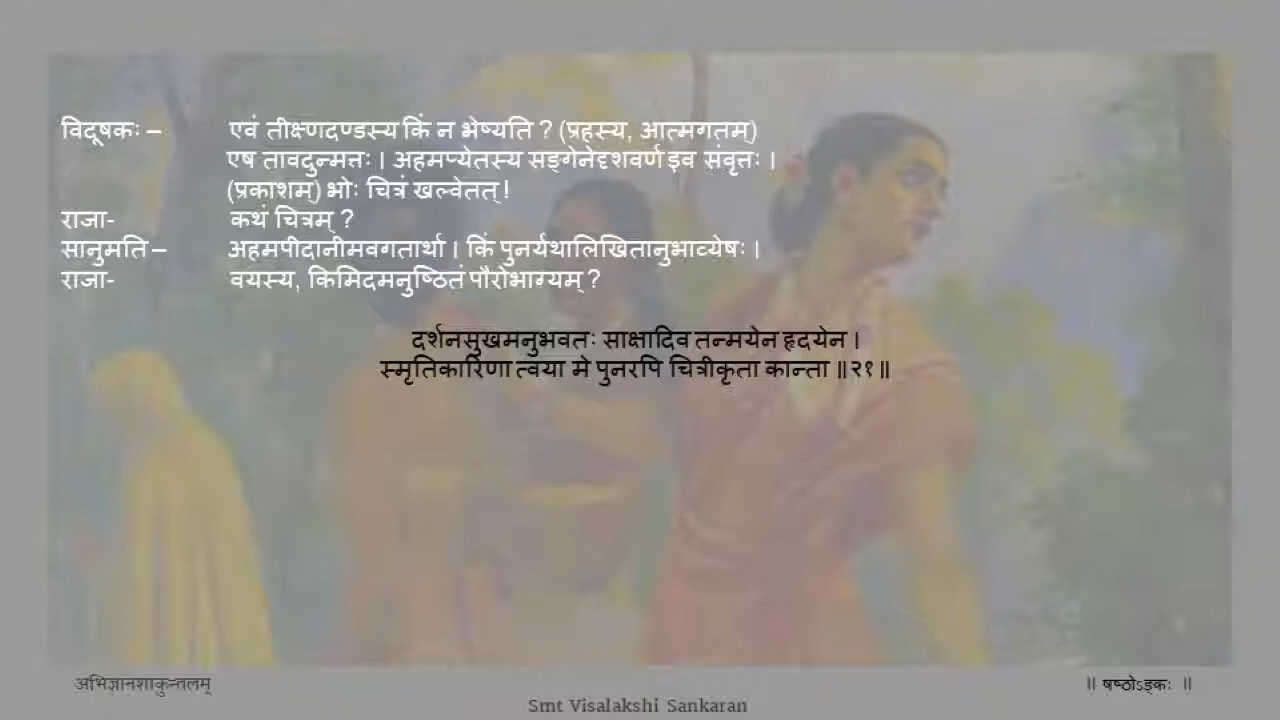 विदूषकः – एवं तीक्ष्णदण्डस्य किं न भेष्यति ? (प्रहस्य, आत्मगतम्)
एष तावदुन्मत्तः । अहमप्येतस्य सङ्गेनेदृशवर्ण इव संवृत्तः ।
(प्रकाशम्) भोः चित्रं खल्वेतत् !
राजा- कथं चित्रम् ?
सानुमति – अहमपीदानीमवगतार्था । किं पुनर्यथालिखितानुभाव्येषः ।
राजा- वयस्य, किमिदमनुष्ठितं पौरोभाग्यम् ?
दर्शनसुखमनुभवतः साक्षादिव तन्मयेन हृदयेन ।
स्मृतिकारिणा त्वया मे पुनरपि चित्रीकृता कान्ता ॥२१॥
अभिज्ञानशाकुन्तलम् ॥ षष्ठोऽङ्कः ॥
Smt Visalakshi Sankaran